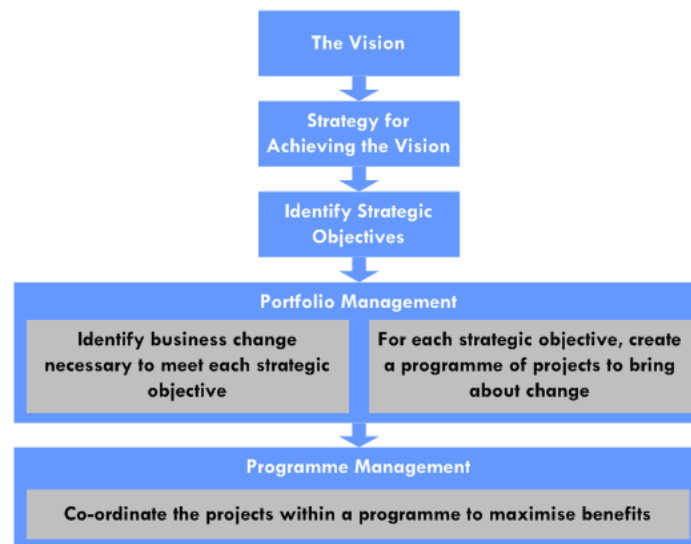 The Vision
Strategy for
Achieving the Vision
Identify Strategic
Objectives
Portfolio Management
Identify business change
necessary to meet each strategic
objective
For each strategic objective, create
a programme of projects to bring
about change
Programme Management
Co-ordinate the projects within a programme to maximise benefits